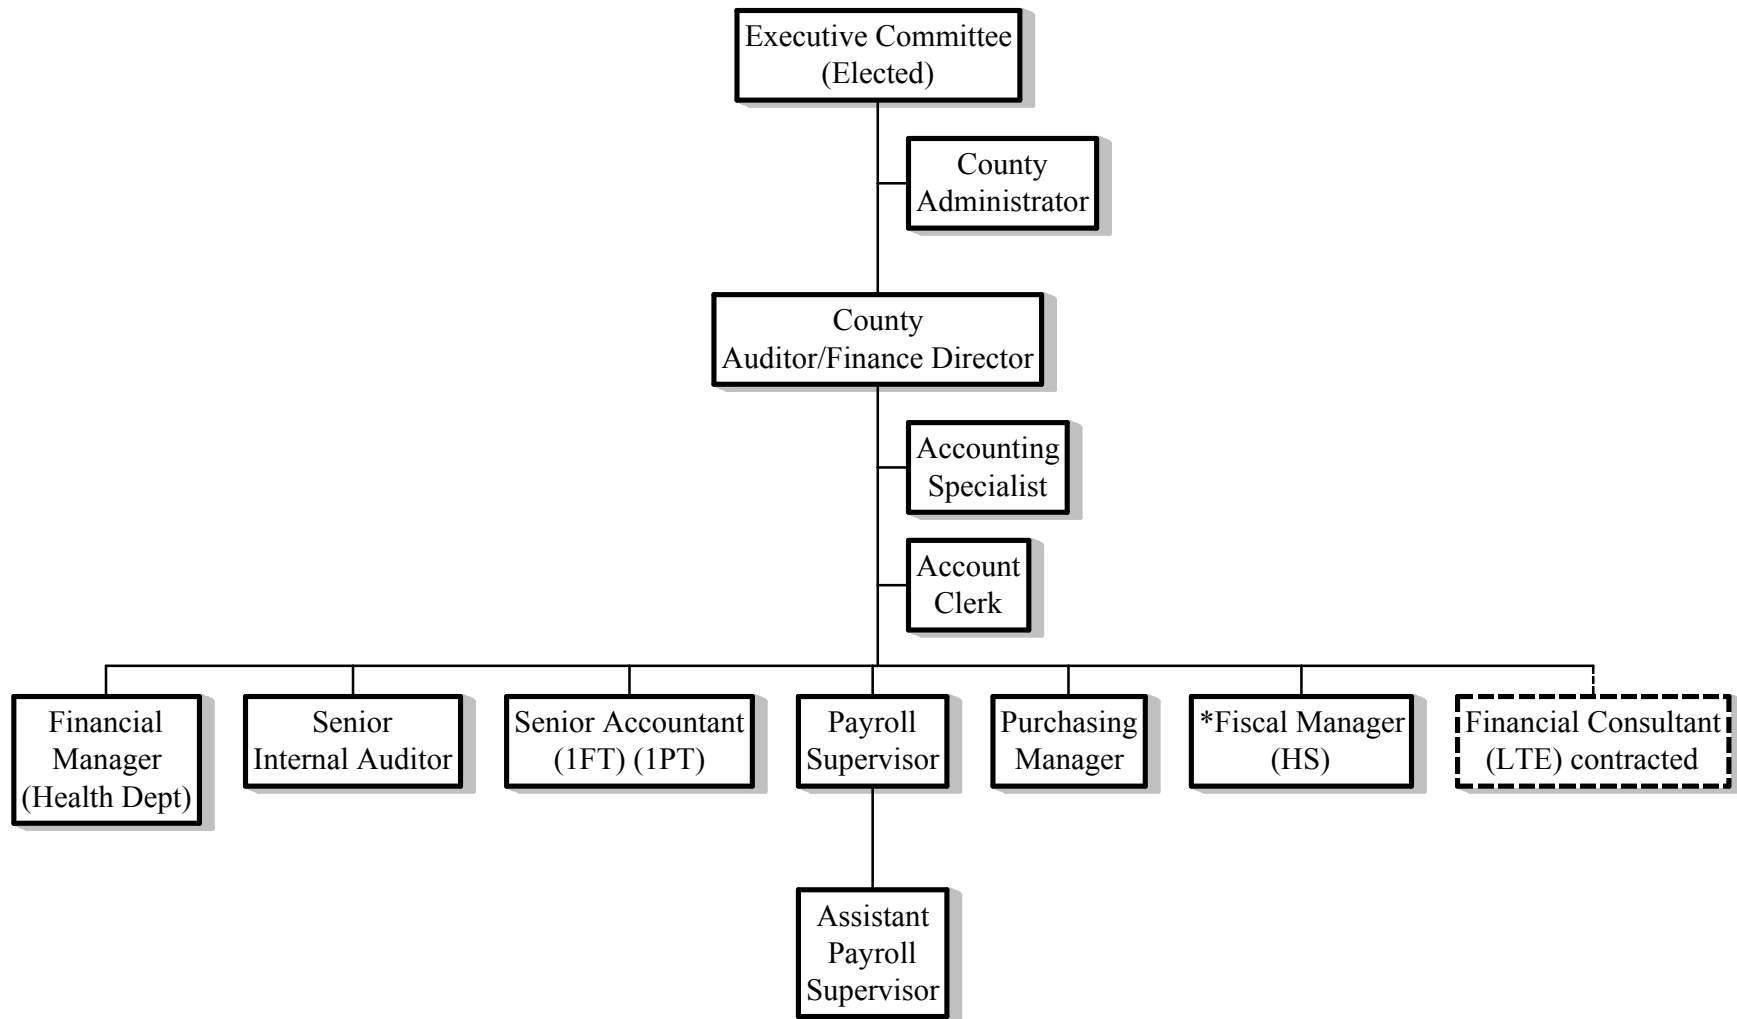 Executive Committee
(Elected)
County
Administrator
County
Auditor/Finance Director
Accounting
Specialist
Account
Clerk
Financial
Manager
(Health Dept)
Senior
Internal Auditor
Senior Accountant
(1FT) (1PT)
Payroll
Supervisor
Purchasing
Manager
*Fiscal Manager
(HS)
Financial Consultant
(LTE) contracted
Assistant
Payroll
Supervisor